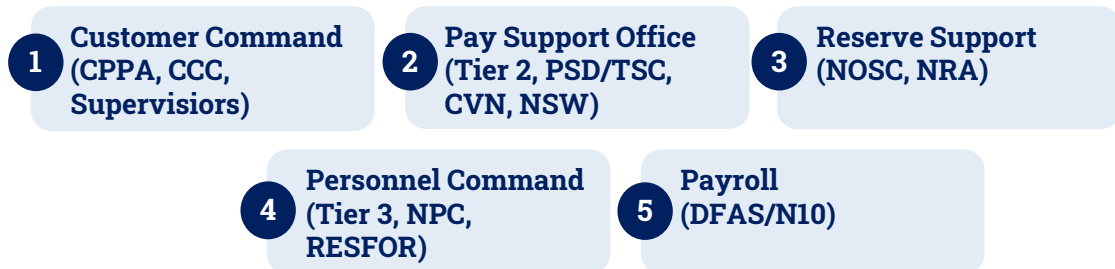 1
Customer Command
(CPPA, CCC,
Supervisiors)
2
Pay Support Office
(Tier 2, PSD/TSC,
CVN, NSW)
3
Reserve Support
(NOSC, NRA)
4
Personnel Command
(Tier 3, NPC,
RESFOR)
5
Payroll
(DFAS/N10)